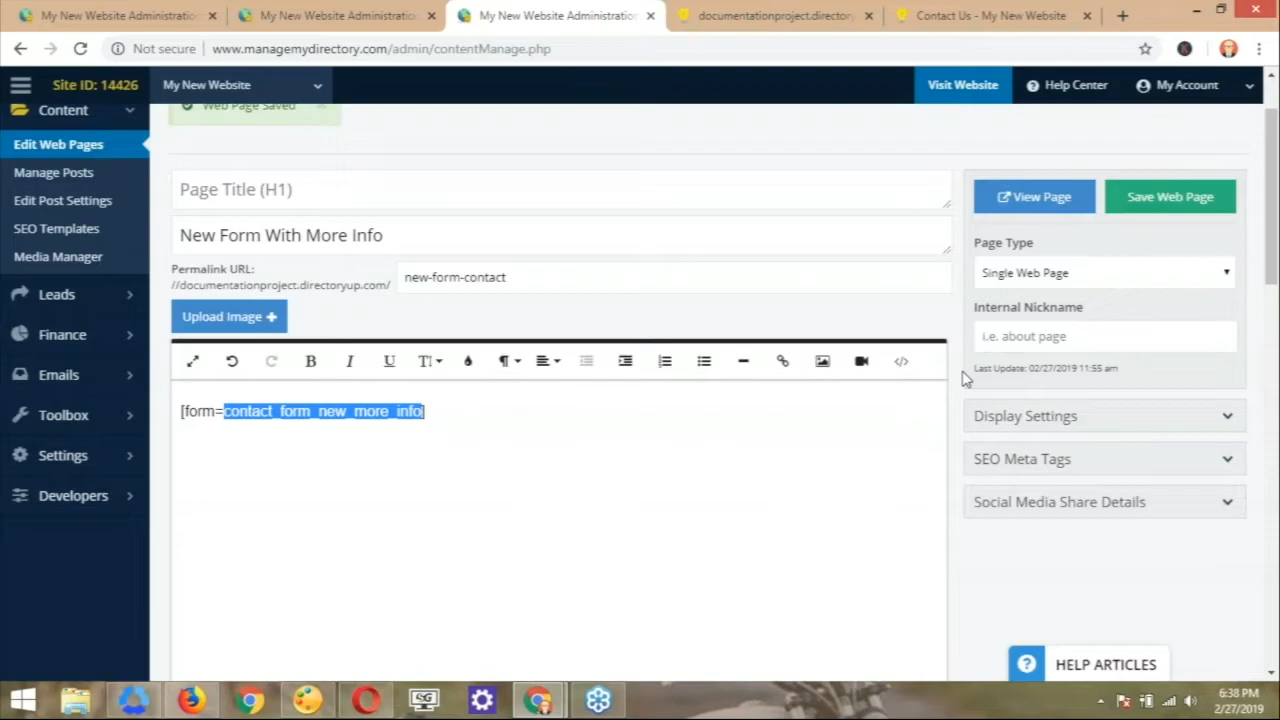 My New Website Administration
My New Website Administration
My New Website Administration
documentationproject.directory
Contact Us - My New Website
Not secure
www.managemydirectory.com/admin/contentManage.php
Site ID: 14426
My New Website
Visit Website
Help Center
My Account
Content
Web Page Saved
Edit Web Pages
Manage Posts
Edit Post Settings
SEO Templates
Media Manager
Leads
Finance
Emails
Toolbox
Settings
Developers
Page Title (H1)
New Form With More Info
Permalink URL:
//documentationproject.directoryup.com/
new-form-contact
Upload Image
[form=contact_form_new_more_info]
View Page
Save Web Page
Page Type
Single Web Page
Internal Nickname
i.e. about page
Last Update: 02/27/2019 11:55 am
Display Settings
SEO Meta Tags
Social Media Share Details
HELP ARTICLES
SG
6:38 PM
2/27/2019